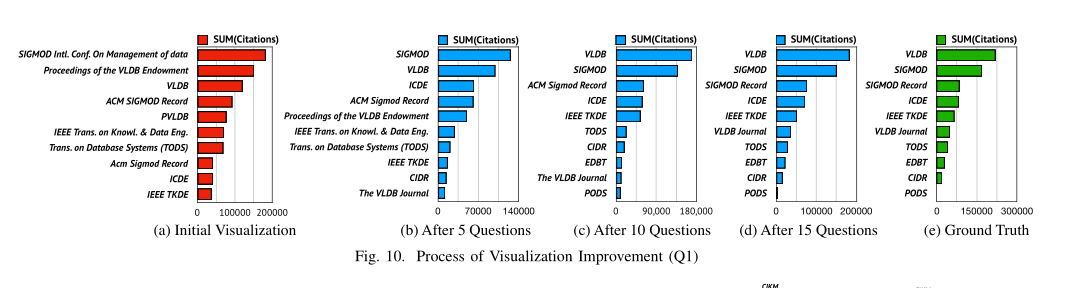 SUM(Citations)
SIGMOD Intl. Conf. On Management of data
Proceedings of the VLDB Endowment
VLDB
ACM SIGMOD Record
PVLDB
IEEE Trans. on Knowl. & Data Eng.
Trans. on Database Systems (TODS)
Acm Sigmod Record
ICDE
IEEE TKDE
0 100000 200000
(a) Initial Visualization
SUM(Citations)
SIGMOD
VLDB
ICDE
ACM Sigmod Record
Proceedings of the VLDB Endowment
IEEE Trans. on Knowl. & Data Eng.
Trans. on Database Systems (TODS)
IEEE TKDE
CIDR
The VLDB Journal
0 70000 140000
(b) After 5 Questions
SUM(Citations)
VLDB
SIGMOD
ACM Sigmod Record
ICDE
IEEE TKDE
TODS
CIDR
EDBT
The VLDB Journal
PODS
0 90,000 180,000
(c) After 10 Questions
SUM(Citations)
VLDB
SIGMOD
SIGMOD Record
ICDE
IEEE TKDE
VLDB Journal
TODS
EDBT
CIDR
PODS
0 100000 200000
(d) After 15 Questions
SUM(Citations)
VLDB
SIGMOD
SIGMOD Record
ICDE
IEEE TKDE
VLDB Journal
TODS
EDBT
CIDR
PODS
0 150000 300000
(e) Ground Truth
Fig. 10. Process of Visualization Improvement (Q1)